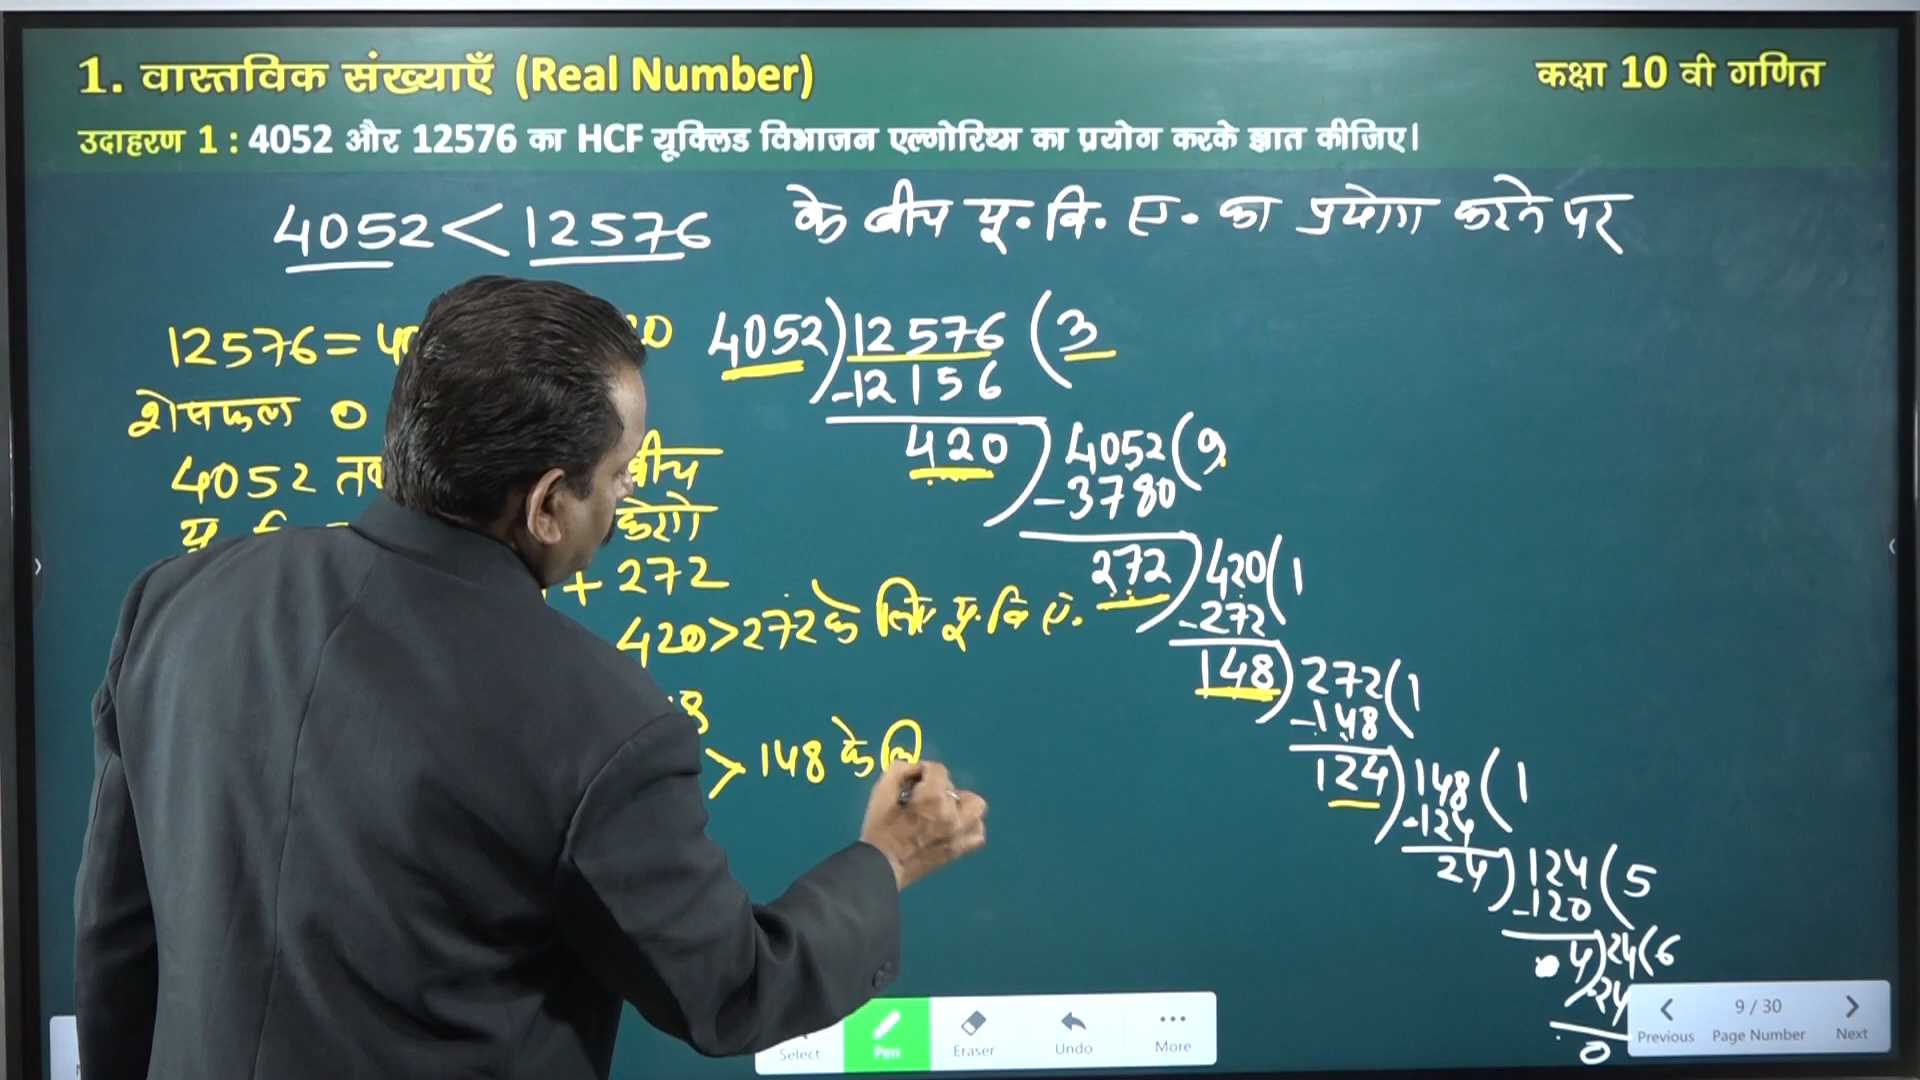 1. वास्तविक संख्याएँ (Real Number)
कक्षा 10 वी गणित
उदाहरण 1 : 4052 और 12576 का HCF यूक्लिड विभाजन एल्गोरिथ्म का प्रयोग करके ज्ञात कीजिए।
4052 < 12576 के बीच यू. वि. ए. का प्रयोग करने पर
12576 = 40
शेषफल 0
4052
बीच
करेंगे
+ 272
420 > 272 के लिए यू. वि ए.
8
> 148 के लि
4052)12576(3
-12156
420)4052(9
-3780
272)420(1
-272
148)272(1
-148
124)148(1
-124
24)124(5
-120
4)24(6
-24
0
Select
Pen
Eraser
Undo
More
9 / 30
Previous
Page Number
Next